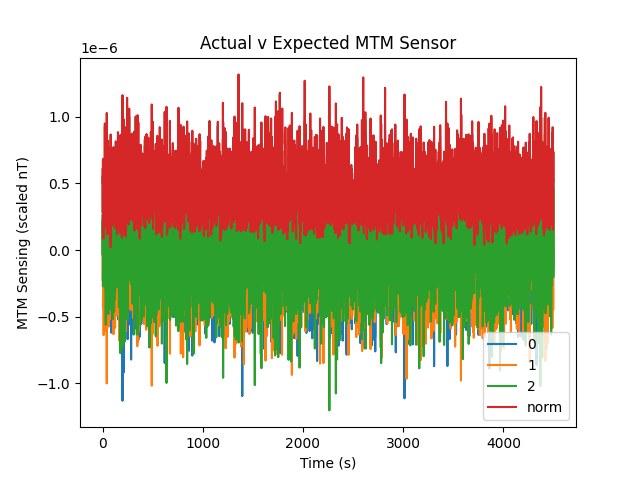 Actual v Expected MTM Sensor
1e−6
MTM Sensing (scaled nT)
1.0
0.5
0.0
−0.5
−1.0
0
1
2
norm
0 1000 2000 3000 4000
Time (s)